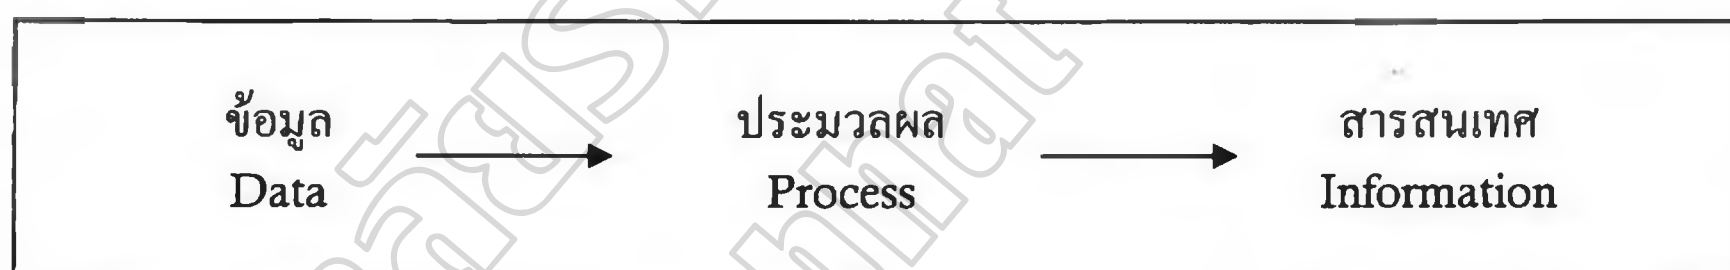 ข้อมูล ประมวลผล สารสนเทศ
Data Process Information